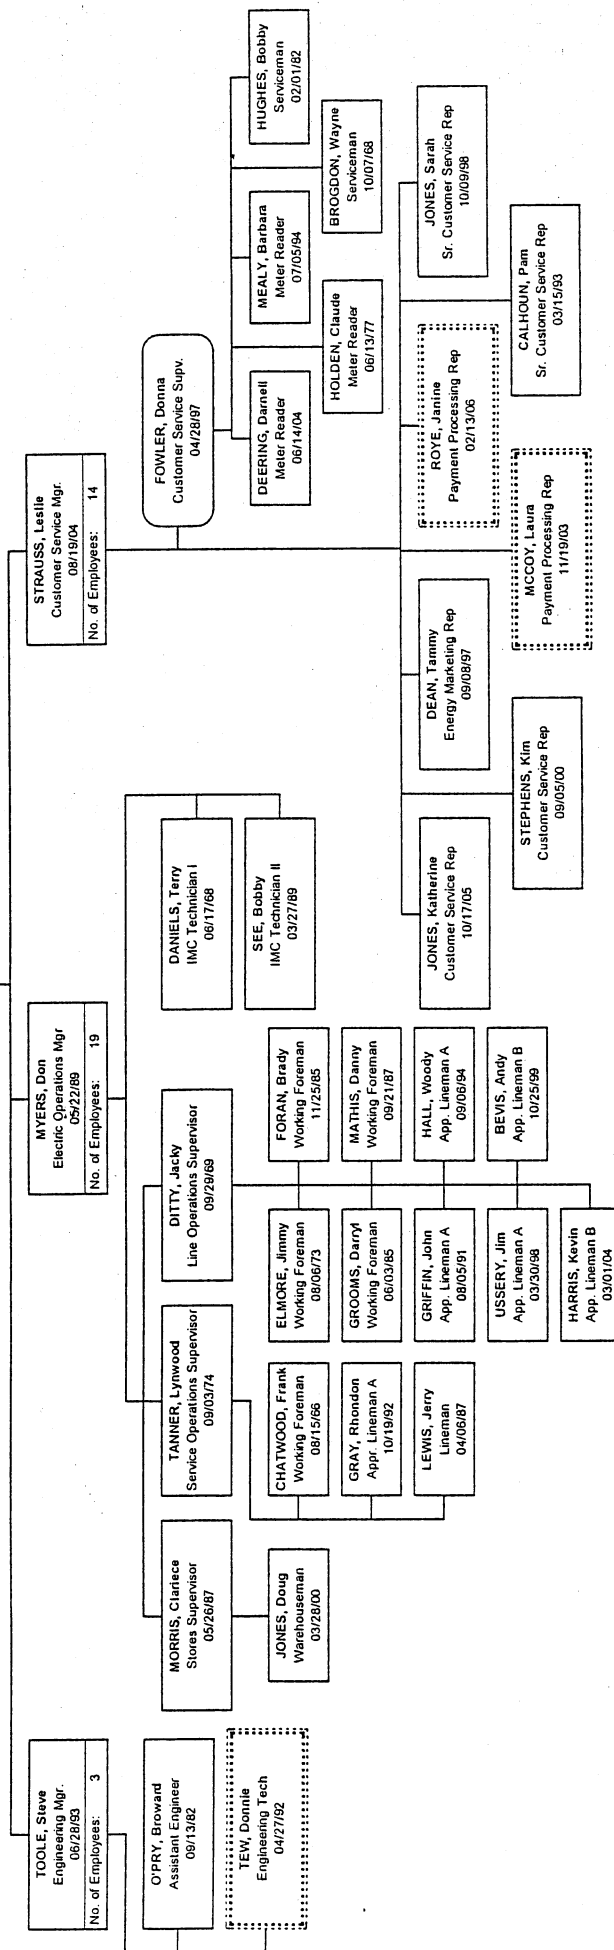 TOOLE, Steve
Engineering Mgr.
06/28/93
No. of Employees: 3
O'PRY, Broward
Assistant Engineer
09/13/82
TEW, Donnie
Engineering Tech
04/27/92
MYERS, Don
Electric Operations Mgr
05/22/89
No. of Employees: 19
MORRIS, Clariece
Stores Supervisor
05/26/87
JONES, Doug
Warehouseman
03/28/00
TANNER, Lynwood
Service Operations Supervisor
09/03/74
CHATWOOD, Frank
Working Foreman
08/15/66
GRAY, Rhondon
Appr. Lineman A
10/19/92
LEWIS, Jerry
Lineman
04/06/87
DITTY, Jacky
Line Operations Supervisor
09/29/69
ELMORE, Jimmy
Working Foreman
08/06/73
FORAN, Brady
Working Foreman
11/25/85
GROOMS, Darryl
Working Foreman
06/03/85
MATHIS, Danny
Working Foreman
09/21/87
GRIFFIN, John
App. Lineman A
08/05/91
HALL, Woody
App. Lineman A
09/06/94
USSERY, Jim
App. Lineman A
03/30/98
BEVIS, Andy
App. Lineman B
10/25/99
HARRIS, Kevin
App. Lineman B
03/01/04
DANIELS, Terry
IMC Technician I
06/17/68
SEE, Bobby
IMC Technician II
03/27/89
STRAUSS, Leslie
Customer Service Mgr.
08/19/04
No. of Employees: 14
FOWLER, Donna
Customer Service Supv.
04/28/97
DEERING, Darnell
Meter Reader
06/14/04
MEALY, Barbara
Meter Reader
07/05/94
HUGHES, Bobby
Serviceman
02/01/82
HOLDEN, Claude
Meter Reader
06/13/77
BROGDON, Wayne
Serviceman
10/07/68
JONES, Katherine
Customer Service Rep
10/17/05
DEAN, Tammy
Energy Marketing Rep
09/08/97
ROYE, Janine
Payment Processing Rep
02/13/06
JONES, Sarah
Sr. Customer Service Rep
10/09/98
STEPHENS, Kim
Customer Service Rep
09/05/00
MCCOY, Laura
Payment Processing Rep
11/19/03
CALHOUN, Pam
Sr. Customer Service Rep
03/15/93